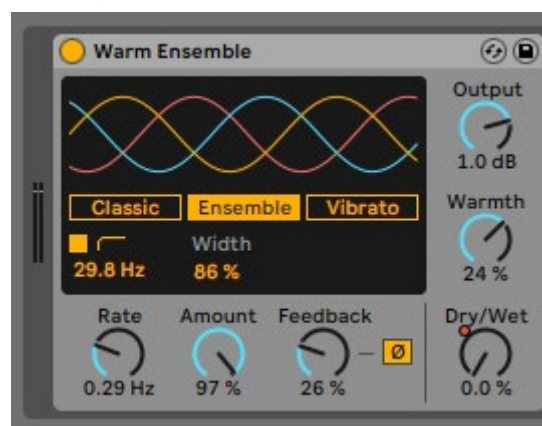 Warm Ensemble
Output
1.0 dB
Classic Ensemble Vibrato
Warmth
24 %
Width
29.8 Hz 86 %
Rate Amount Feedback Dry/Wet
Ø
0.29 Hz 97 % 26 % 0.0 %